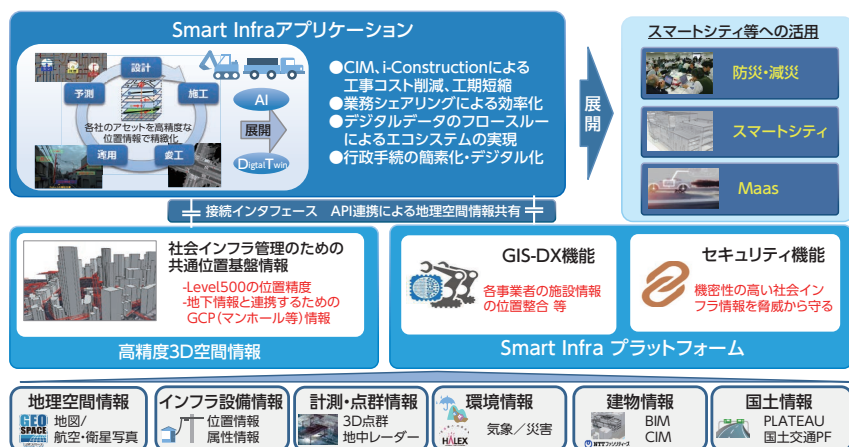 Smart Infraアプリケーション
設計
施工
竣工
運用
予測
各社のアセットを高精度な
位置情報で精緻化
AI
展開
DigtalTwin
●CIM、i-Constructionによる
工事コスト削減、工期短縮
●業務シェアリングによる効率化
●デジタルデータのフロースルー
によるエコシステムの実現
●行政手続の簡素化・デジタル化
展開
スマートシティ等への活用
防災・減災
スマートシティ
Maas
接続インタフェース API連携による地理空間情報共有
社会インフラ管理のための
共通位置基盤情報
-Level500の位置精度
-地下情報と連携するための
GCP(マンホール等)情報
高精度3D空間情報
GIS-DX機能
各事業者の施設情報
の位置整合 等
セキュリティ機能
機密性の高い社会イン
フラ情報を脅威から守る
Smart Infra プラットフォーム
地理空間情報
GEO
SPACE
地図/
航空・衛星写真
インフラ設備情報
位置情報
属性情報
計測・点群情報
3D点群
地中レーダー
環境情報
HALEX
気象/災害
建物情報
NTTファシリティーズ
BIM
CIM
国土情報
PLATEAU
国土交通PF